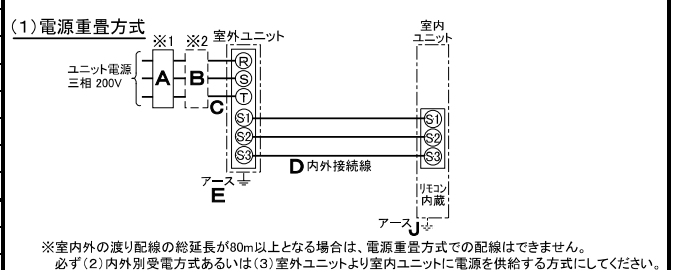 (1)電源重畳方式
※1 ※2 室外ユニット
室内
ユニット
ユニット電源
三相 200V
A
B
C
R
S
T
S1
S2
S3
S1
S2
S3
D 内外接続線
アース
E
リモコン
内蔵
アース J
※室内外の渡り配線の総延長が80m以上となる場合は、電源重畳方式での配線はできません。
必ず(2)内外別受電方式あるいは(3)室外ユニットより室内ユニットに電源を供給する方式にしてください。